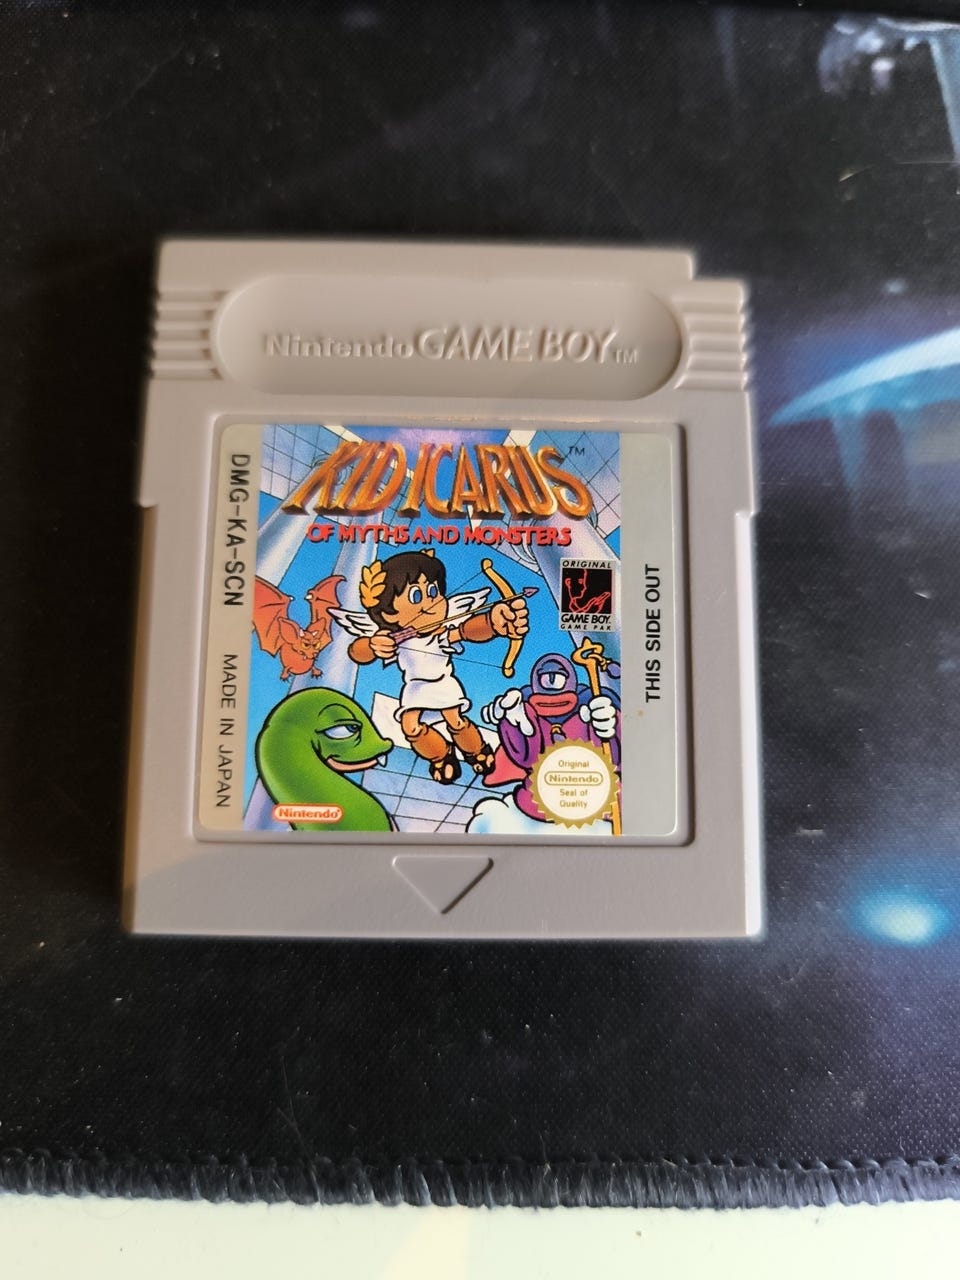 Nintendo GAME BOY TM
KID ICARUS TM
OF MYTHS AND MONSTERS
DMG-KA-SCN
MADE IN JAPAN
ORIGINAL
GAME BOY
GAME PAK
THIS SIDE OUT
Original
Nintendo
Seal of
Quality
Nintendo